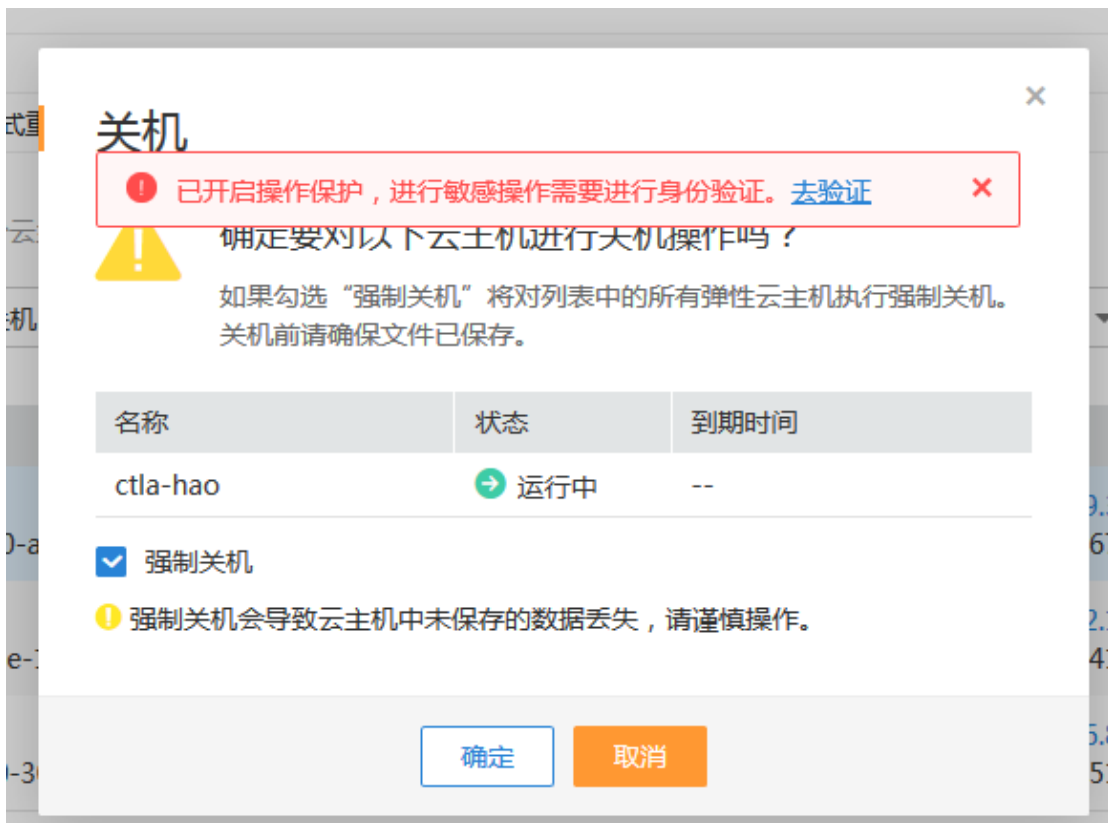 关机
已开启操作保护，进行敏感操作需要进行身份验证。去验证
确定要对以下云主机进行关机操作吗？
如果勾选“强制关机”将对列表中的所有弹性云主机执行强制关机。
关机前请确保文件已保存。
名称 状态 到期时间
ctla-hao 运行中 --
强制关机
强制关机会导致云主机中未保存的数据丢失，请谨慎操作。
确定 取消